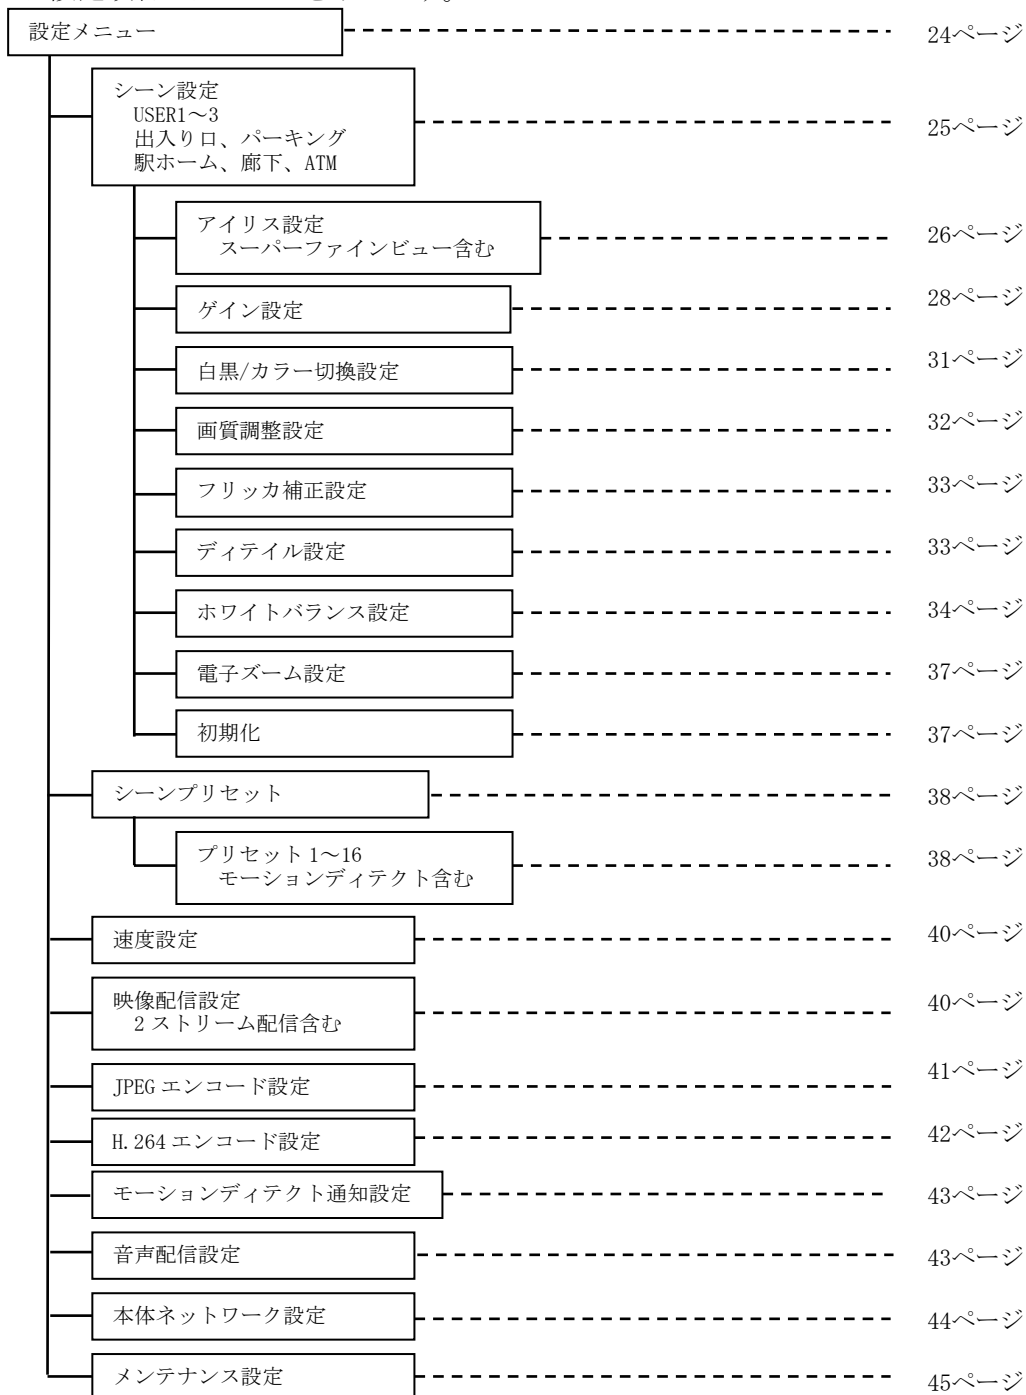 設定メニュー 24ページ
シーン設定
USER1～3
出入り口、パーキング 25ページ
駅ホーム、廊下、ATM
アイリス設定 26ページ
スーパーファインビュー含む
ゲイン設定 28ページ
白黒/カラー切換設定 31ページ
画質調整設定 32ページ
フリッカ補正設定 33ページ
ディテイル設定 33ページ
ホワイトバランス設定 34ページ
電子ズーム設定 37ページ
初期化 37ページ
シーンプリセット 38ページ
プリセット 1～16 38ページ
モーションディテクト含む
速度設定 40ページ
映像配信設定 40ページ
2 ストリーム配信含む
JPEG エンコード設定 41ページ
H.264 エンコード設定 42ページ
モーションディテクト通知設定 43ページ
音声配信設定 43ページ
本体ネットワーク設定 44ページ
メンテナンス設定 45ページ